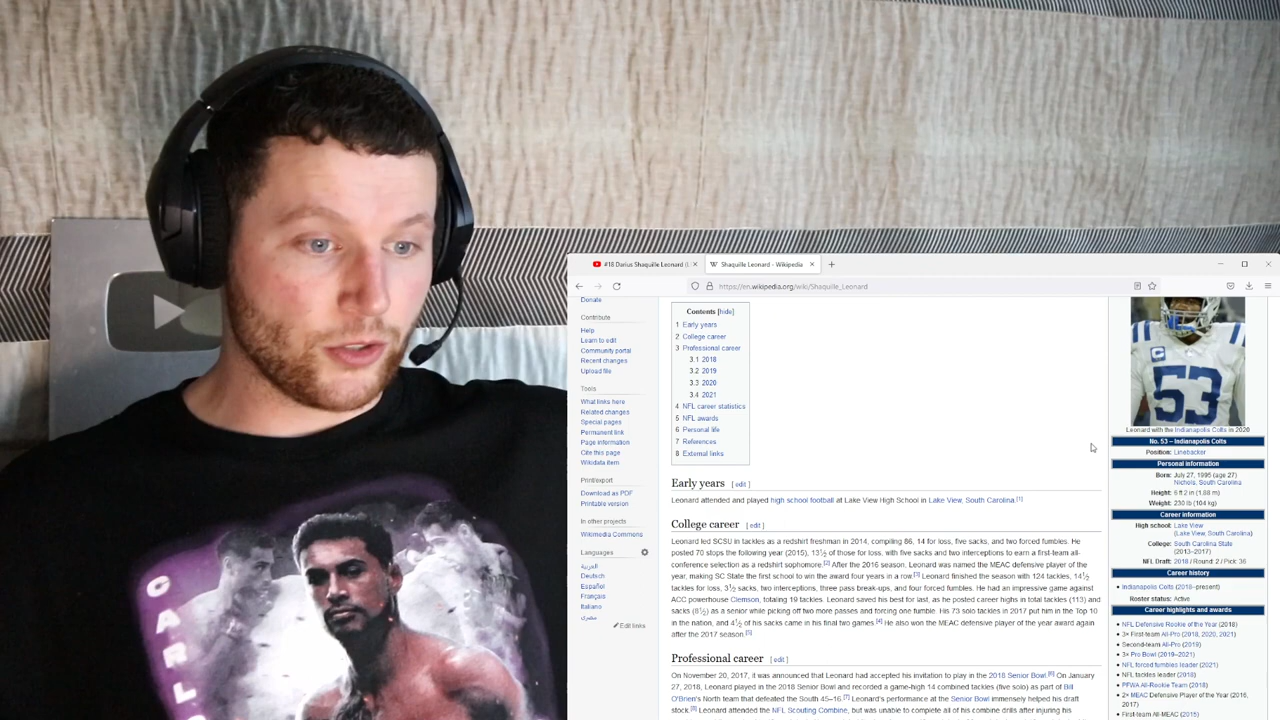 #18 Darius Shaquille Leonard (L
Shaquille Leonard - Wikipedia
https://en.wikipedia.org/wiki/Shaquille_Leonard
Donate
Contribute
Help
Learn to edit
Community portal
Recent changes
Upload file
Tools
What links here
Related changes
Special pages
Permanent link
Page information
Cite this page
Wikidata item
Print/export
Download as PDF
Printable version
In other projects
Wikimedia Commons
Languages
العربية
Deutsch
Español
Français
Italiano
مصرى
Edit links
Contents [hide]
1 Early years
2 College career
3 Professional career
3.1 2018
3.2 2019
3.3 2020
3.4 2021
4 NFL career statistics
5 NFL awards
6 Personal life
7 References
8 External links
Early years [ edit ]
Leonard attended and played high school football at Lake View High School in Lake View, South Carolina.[1]
College career [ edit ]
Leonard led SCSU in tackles as a redshirt freshman in 2014, compiling 86, 14 for loss, five sacks, and two forced fumbles. He
posted 70 stops the following year (2015), 13½ of those for loss, with five sacks and two interceptions to earn a first-team all-
conference selection as a redshirt sophomore.[2] After the 2016 season. Leonard was named the MEAC defensive player of the
year, making SC State the first school to win the award four years in a row.[3] Leonard finished the season with 124 tackles, 14½
tackles for loss, 3½ sacks, two interceptions, three pass break-ups, and four forced fumbles. He had an impressive game against
ACC powerhouse Clemson, totaling 19 tackles. Leonard saved his best for last, as he posted career highs in total tackles (113) and
sacks (8½) as a senior while picking off two more passes and forcing one fumble. His 73 solo tackles in 2017 put him in the Top 10
in the nation, and 4½ of his sacks came in his final two games.[4] He also won the MEAC defensive player of the year award again
after the 2017 season.[5]
Professional career [ edit ]
On November 20, 2017, it was announced that Leonard had accepted his invitation to play in the 2018 Senior Bowl.[6] On January
27, 2018, Leonard played in the 2018 Senior Bowl and recorded a game-high 14 combined tackles (five solo) as part of Bill
O'Brien's North team that defeated the South 45–16.[7] Leonard's performance at the Senior Bowl immensely helped his draft
stock.[8] Leonard attended the NFL Scouting Combine, but was unable to complete all of his combine drills after injuring his
53
Leonard with the Indianapolis Colts in 2020
No. 53 – Indianapolis Colts
Position: Linebacker
Personal information
Born: July 27, 1995 (age 27)
Nichols, South Carolina
Height: 6 ft 2 in (1.88 m)
Weight: 230 lb (104 kg)
Career information
High school: Lake View
(Lake View, South Carolina)
College: South Carolina State
(2013–2017)
NFL Draft: 2018 / Round: 2 / Pick: 36
Career history
Indianapolis Colts (2018–present)
Roster status: Active
Career highlights and awards
NFL Defensive Rookie of the Year (2018)
3× First-team All-Pro (2018, 2020, 2021)
Second-team All-Pro (2019)
3× Pro Bowl (2019–2021)
NFL forced fumbles leader (2021)
NFL tackles leader (2018)
PFWA All-Rookie Team (2018)
2× MEAC Defensive Player of the Year (2016,
2017)
First-team All-MEAC (2015)
CARL